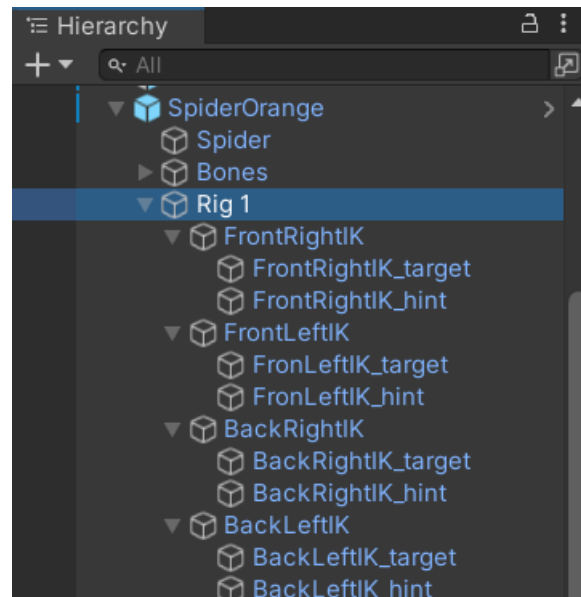 Hierarchy
All
SpiderOrange
Spider
Bones
Rig 1
FrontRightIK
FrontRightIK_target
FrontRightIK_hint
FrontLeftIK
FronLeftIK_target
FronLeftIK_hint
BackRightIK
BackRightIK_target
BackRightIK_hint
BackLeftIK
BackLeftIK_target
BackLeftIK_hint